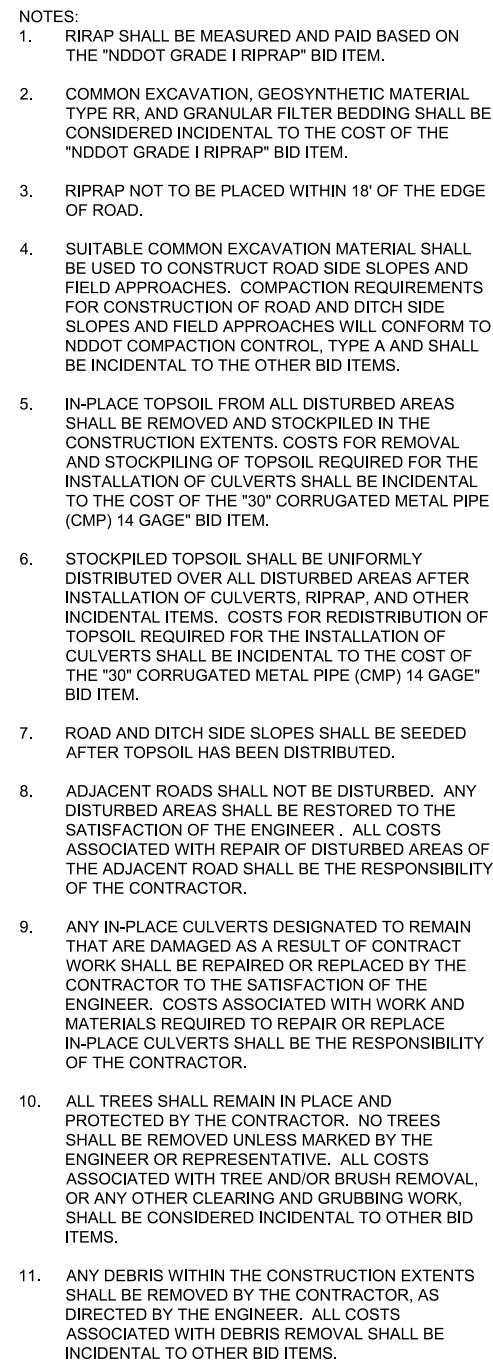 NOTES:
1. RIRAP SHALL BE MEASURED AND PAID BASED ON
THE "NDDOT GRADE I RIPRAP" BID ITEM.
2. COMMON EXCAVATION, GEOSYNTHETIC MATERIAL
TYPE RR, AND GRANULAR FILTER BEDDING SHALL BE
CONSIDERED INCIDENTAL TO THE COST OF THE
"NDDOT GRADE I RIPRAP" BID ITEM.
3. RIPRAP NOT TO BE PLACED WITHIN 18' OF THE EDGE
OF ROAD.
4. SUITABLE COMMON EXCAVATION MATERIAL SHALL
BE USED TO CONSTRUCT ROAD SIDE SLOPES AND
FIELD APPROACHES. COMPACTION REQUIREMENTS
FOR CONSTRUCTION OF ROAD AND DITCH SIDE
SLOPES AND FIELD APPROACHES WILL CONFORM TO
NDDOT COMPACTION CONTROL, TYPE A AND SHALL
BE INCIDENTAL TO THE OTHER BID ITEMS.
5. IN-PLACE TOPSOIL FROM ALL DISTURBED AREAS
SHALL BE REMOVED AND STOCKPILED IN THE
CONSTRUCTION EXTENTS. COSTS FOR REMOVAL
AND STOCKPILING OF TOPSOIL REQUIRED FOR THE
INSTALLATION OF CULVERTS SHALL BE INCIDENTAL
TO THE COST OF THE "30" CORRUGATED METAL PIPE
(CMP) 14 GAGE" BID ITEM.
6. STOCKPILED TOPSOIL SHALL BE UNIFORMLY
DISTRIBUTED OVER ALL DISTURBED AREAS AFTER
INSTALLATION OF CULVERTS, RIPRAP, AND OTHER
INCIDENTAL ITEMS. COSTS FOR REDISTRIBUTION OF
TOPSOIL REQUIRED FOR THE INSTALLATION OF
CULVERTS SHALL BE INCIDENTAL TO THE COST OF
THE "30" CORRUGATED METAL PIPE (CMP) 14 GAGE"
BID ITEM.
7. ROAD AND DITCH SIDE SLOPES SHALL BE SEEDED
AFTER TOPSOIL HAS BEEN DISTRIBUTED.
8. ADJACENT ROADS SHALL NOT BE DISTURBED. ANY
DISTURBED AREAS SHALL BE RESTORED TO THE
SATISFACTION OF THE ENGINEER . ALL COSTS
ASSOCIATED WITH REPAIR OF DISTURBED AREAS OF
THE ADJACENT ROAD SHALL BE THE RESPONSIBILITY
OF THE CONTRACTOR.
9. ANY IN-PLACE CULVERTS DESIGNATED TO REMAIN
THAT ARE DAMAGED AS A RESULT OF CONTRACT
WORK SHALL BE REPAIRED OR REPLACED BY THE
CONTRACTOR TO THE SATISFACTION OF THE
ENGINEER. COSTS ASSOCIATED WITH WORK AND
MATERIALS REQUIRED TO REPAIR OR REPLACE
IN-PLACE CULVERTS SHALL BE THE RESPONSIBILITY
OF THE CONTRACTOR.
10. ALL TREES SHALL REMAIN IN PLACE AND
PROTECTED BY THE CONTRACTOR. NO TREES
SHALL BE REMOVED UNLESS MARKED BY THE
ENGINEER OR REPRESENTATIVE. ALL COSTS
ASSOCIATED WITH TREE AND/OR BRUSH REMOVAL,
OR ANY OTHER CLEARING AND GRUBBING WORK,
SHALL BE CONSIDERED INCIDENTAL TO OTHER BID
ITEMS.
11. ANY DEBRIS WITHIN THE CONSTRUCTION EXTENTS
SHALL BE REMOVED BY THE CONTRACTOR, AS
DIRECTED BY THE ENGINEER. ALL COSTS
ASSOCIATED WITH DEBRIS REMOVAL SHALL BE
INCIDENTAL TO OTHER BID ITEMS.